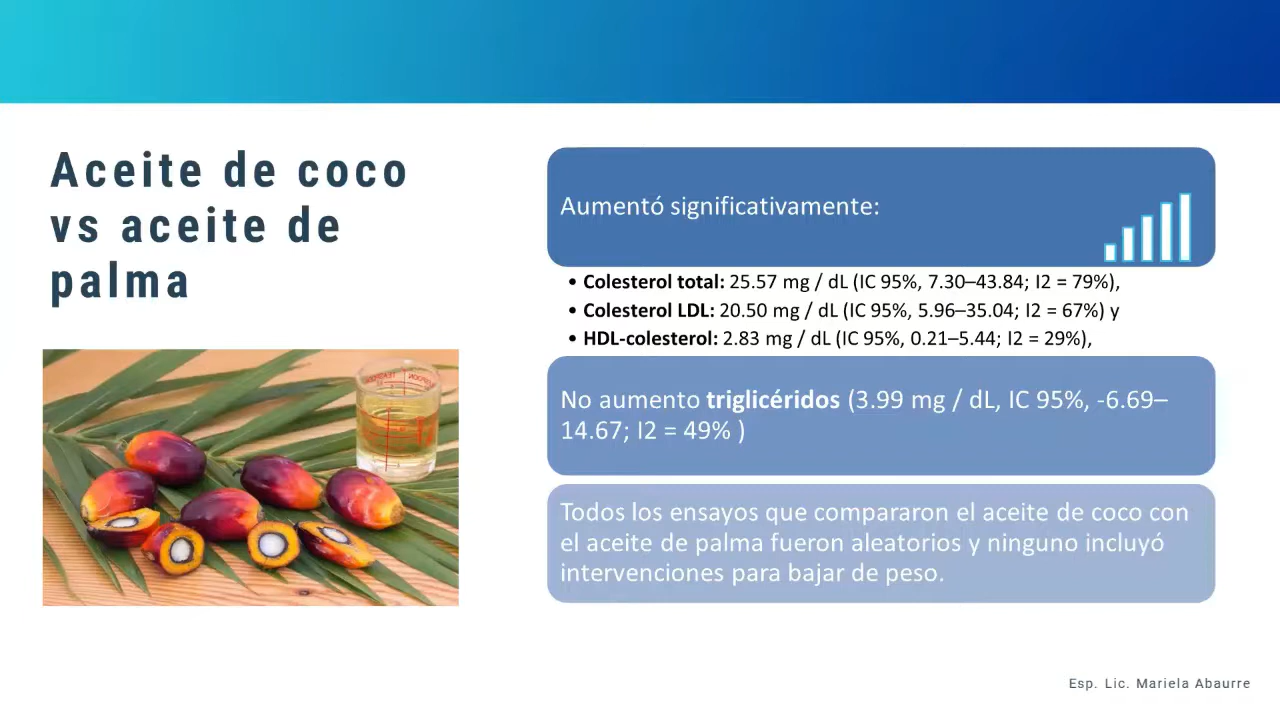 Aceite de coco
vs aceite de
palma
Aumentó significativamente:
• Colesterol total: 25.57 mg / dL (IC 95%, 7.30–43.84; I2 = 79%),
• Colesterol LDL: 20.50 mg / dL (IC 95%, 5.96–35.04; I2 = 67%) y
• HDL-colesterol: 2.83 mg / dL (IC 95%, 0.21–5.44; I2 = 29%),
No aumento triglicéridos (3.99 mg / dL, IC 95%, -6.69–
14.67; I2 = 49% )
Todos los ensayos que compararon el aceite de coco con
el aceite de palma fueron aleatorios y ninguno incluyó
intervenciones para bajar de peso.
Esp. Lic. Mariela Abaurre